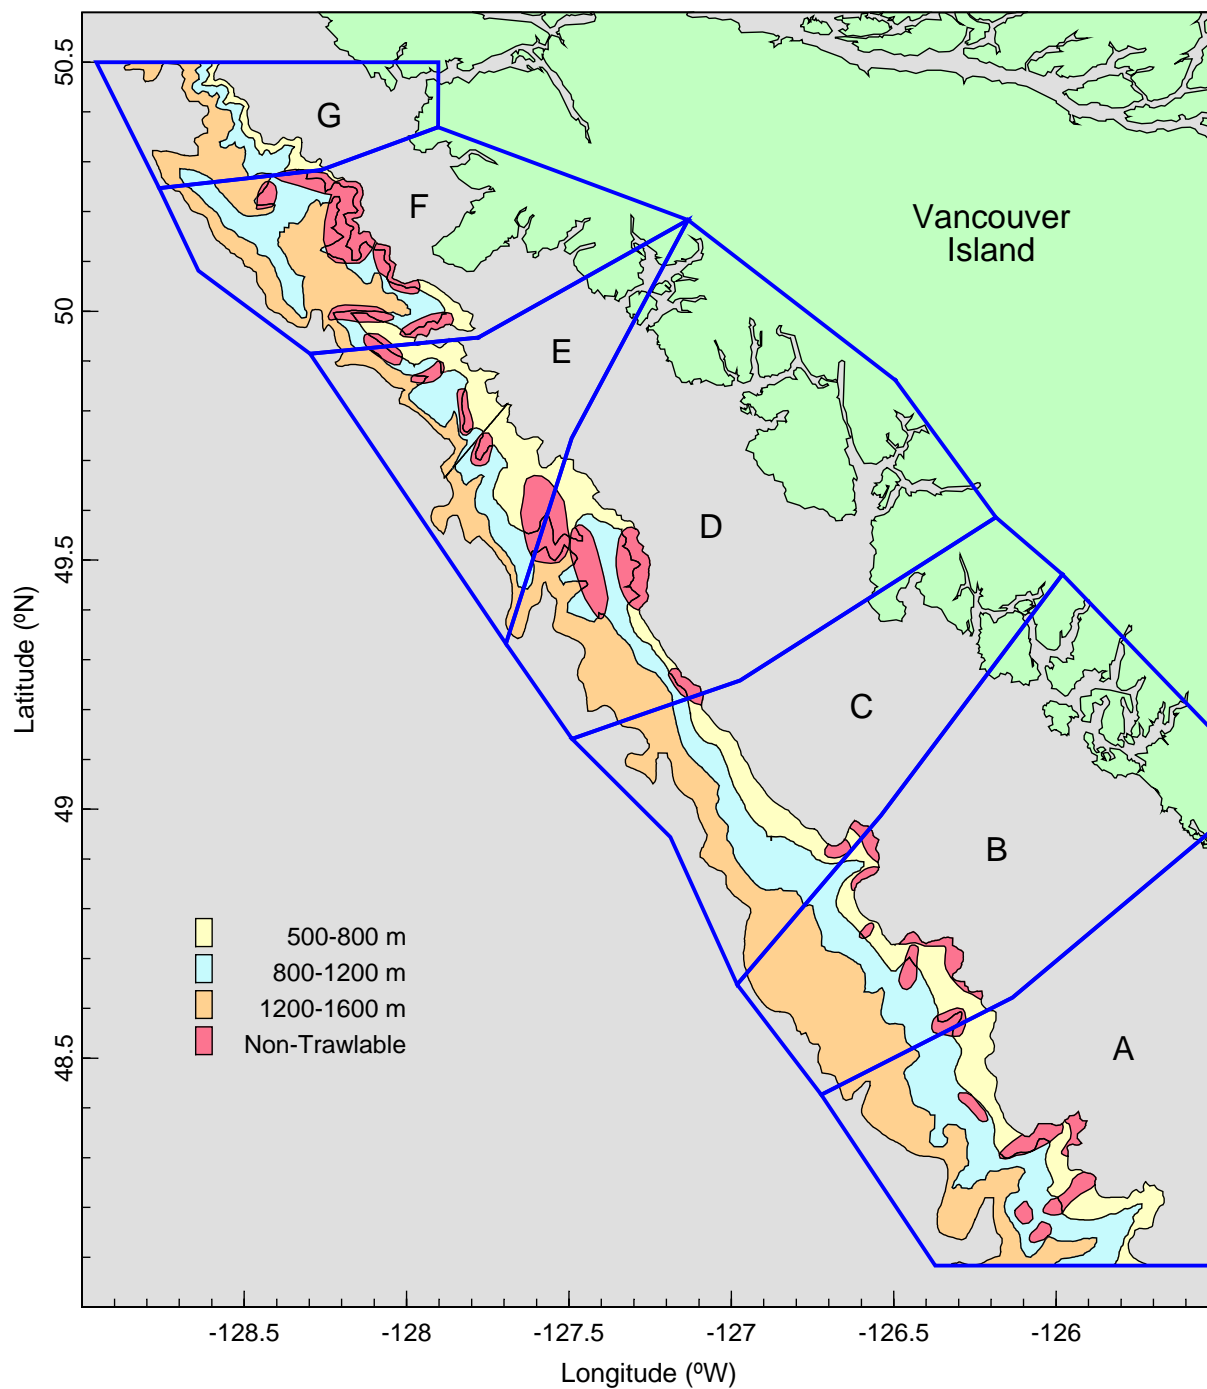 50.5
50
49.5
49
48.5
Latitude (ºN)
G
F
E
D
C
B
A
Vancouver
Island
500-800 m
800-1200 m
1200-1600 m
Non-Trawlable
-128.5
-128
-127.5
-127
-126.5
-126
Longitude (ºW)